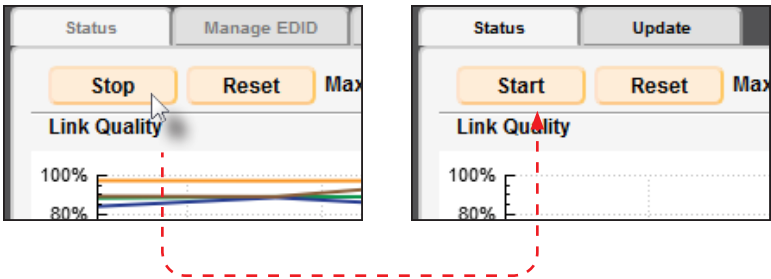 Status Manage EDID
Stop Reset Max
Link Quality
100%
80%
Status Update
Start Reset Max
Link Quality
100%
80%